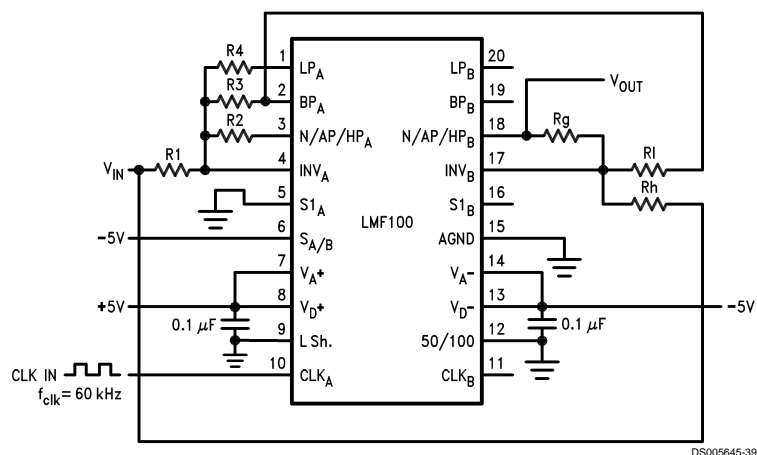 R4
1
LP_A
20
LP_B
R3
2
BP_A
19
BP_B
V_OUT
R2
3
N/AP/HP_A
18
N/AP/HP_B
Rg
V_IN
R1
4
INV_A
17
INV_B
Rl
5
S1_A
16
S1_B
Rh
LMF100
-5V
6
S_A/B
15
AGND
7
V_A+
14
V_A-
+5V
8
V_D+
13
V_D-
-5V
0.1 μF
9
L Sh.
12
50/100
0.1 μF
CLK IN
10
CLK_A
11
CLK_B
f_clk = 60 kHz
DS005645-39